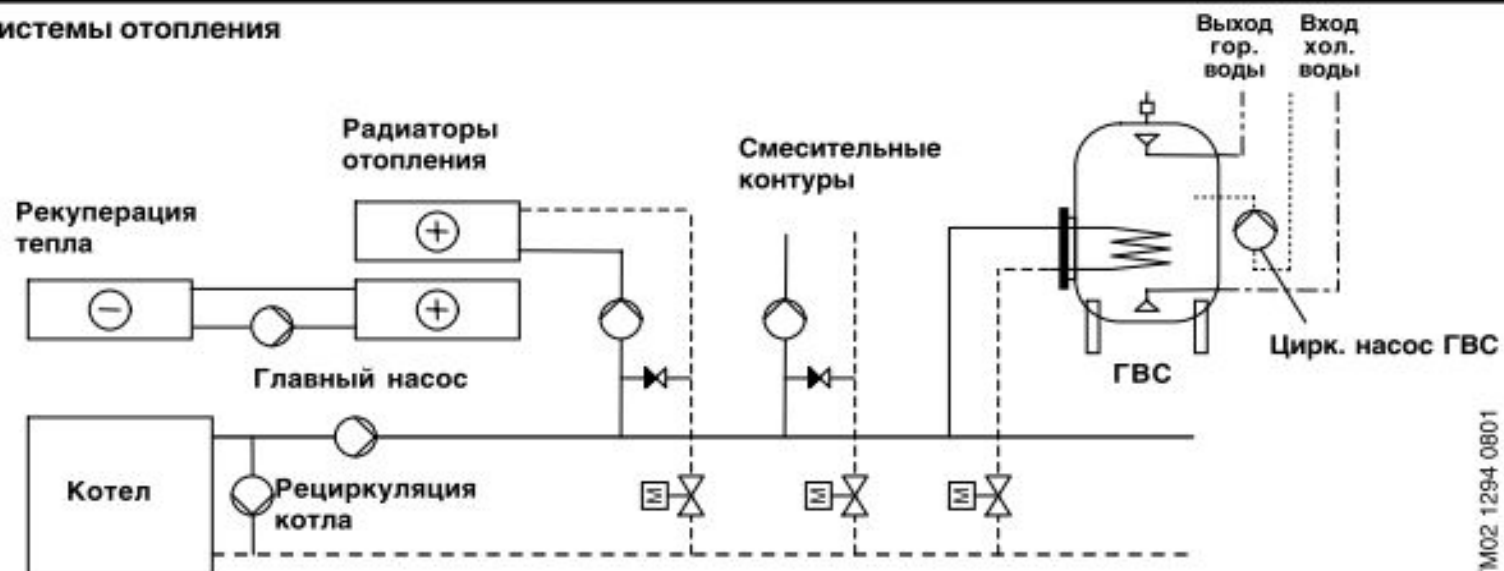 истемы отопления
Выход
гор.
воды
Вход
хол.
воды
Радиаторы
отопления
Смесительные
контуры
Рекуперация
тепла
Главный насос
Цирк. насос ГВС
ГВС
Котел
Рециркуляция
котла
M
M
M
M02 1294 0801